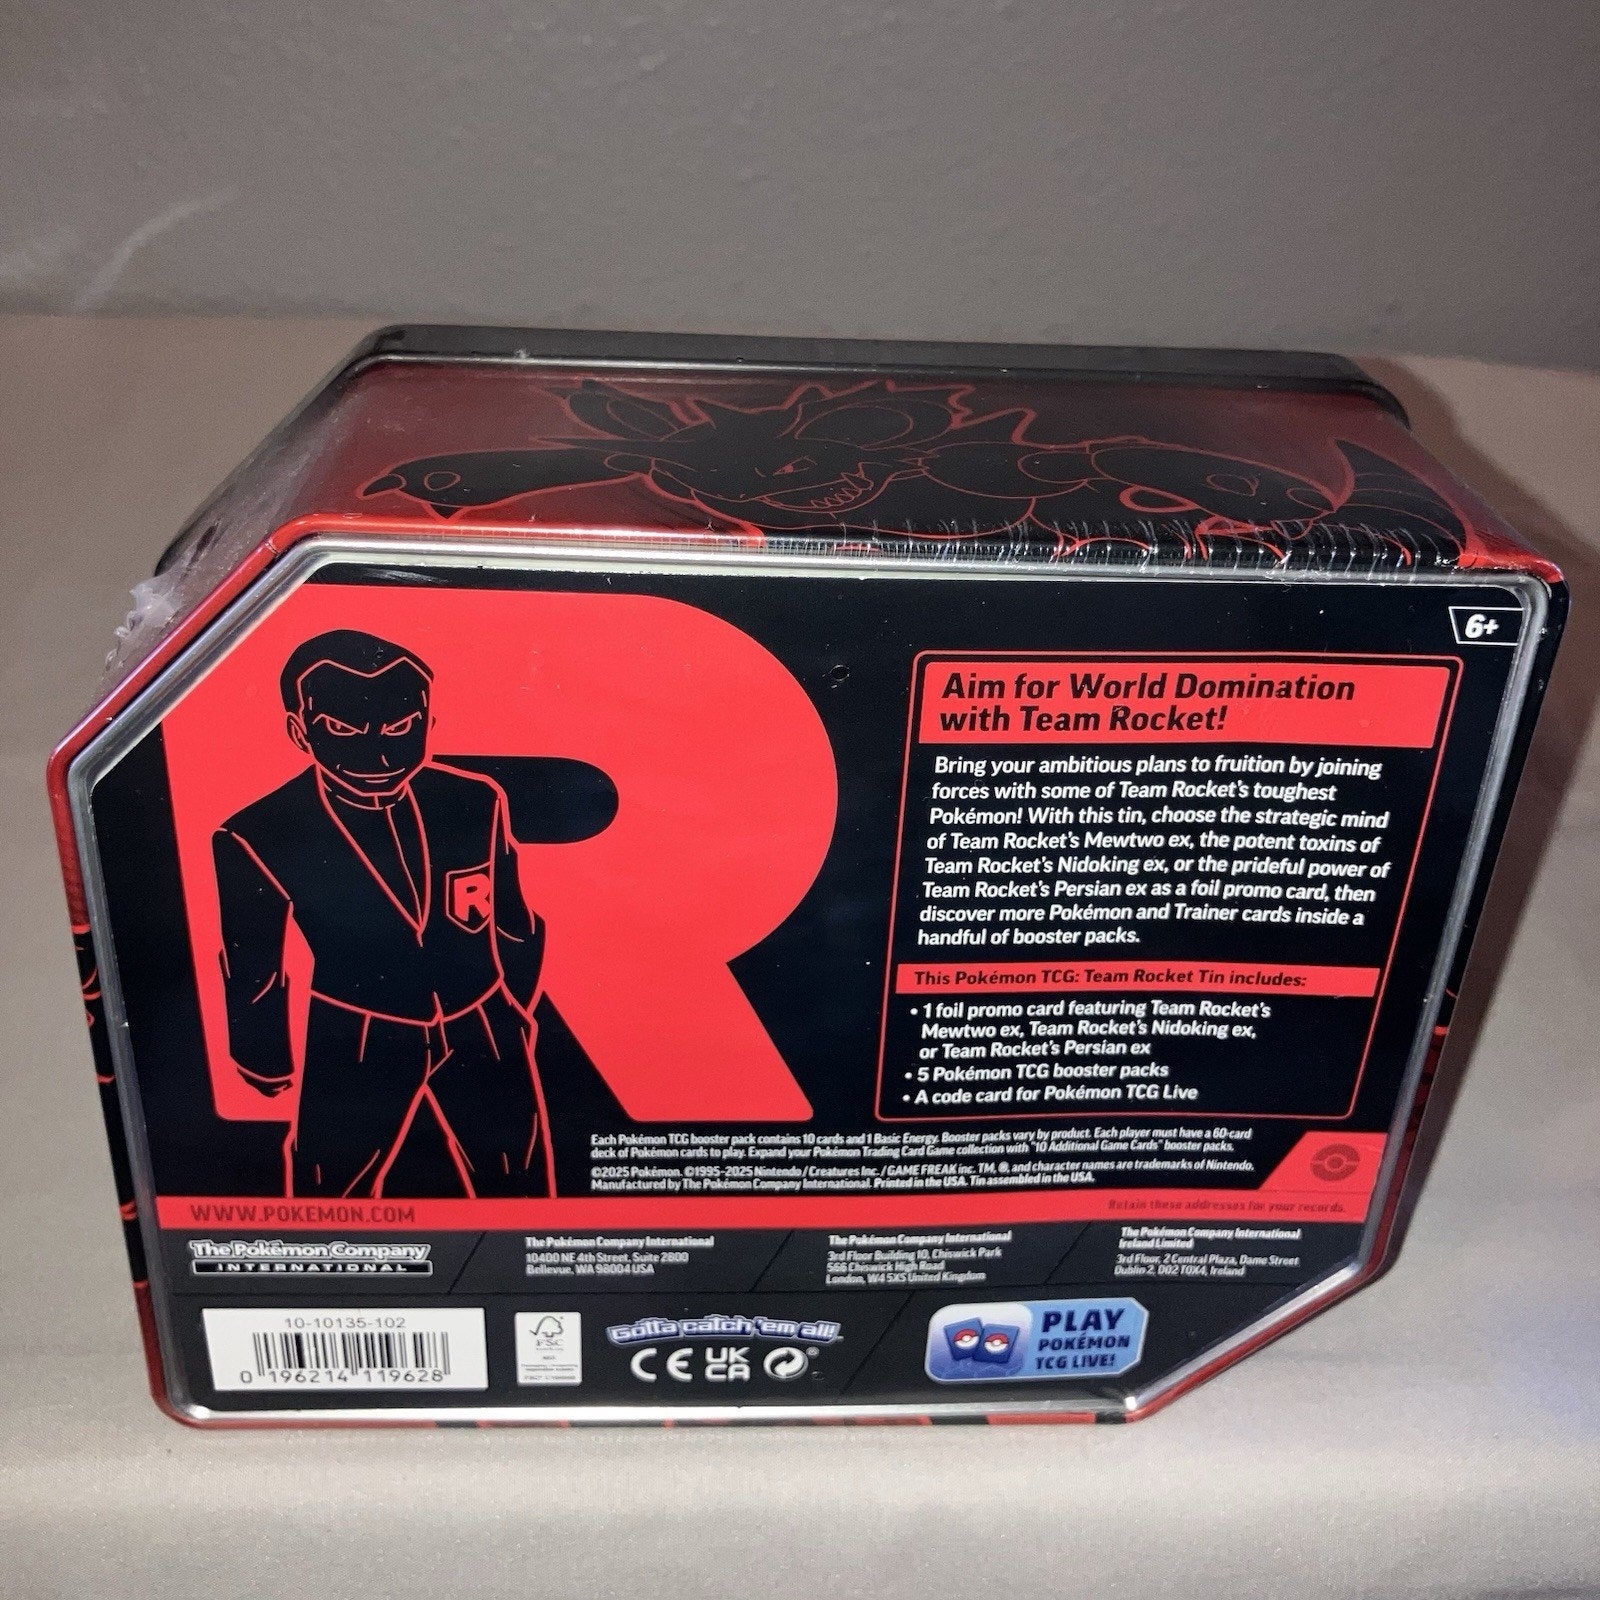 6+
Aim for World Domination
with Team Rocket!
Bring your ambitious plans to fruition by joining
forces with some of Team Rocket's toughest
Pokémon! With this tin, choose the strategic mind
of Team Rocket's Mewtwo ex, the potent toxins of
Team Rocket's Nidoking ex, or the prideful power of
Team Rocket's Persian ex as a foil promo card, then
discover more Pokémon and Trainer cards inside a
handful of booster packs.
This Pokémon TCG: Team Rocket Tin includes:
• 1 foil promo card featuring Team Rocket's
Mewtwo ex, Team Rocket's Nidoking ex,
or Team Rocket's Persian ex
• 5 Pokémon TCG booster packs
• A code card for Pokémon TCG Live
R
R
Each Pokémon TCG booster pack contains 10 cards and 1 Basic Energy. Booster packs vary by product. Each player must have a 60-card
deck of Pokémon cards to play. Expand your Pokémon Trading Card Game collection with "10 Additional Game Cards" booster packs.
©2025 Pokémon. ©1995–2025 Nintendo / Creatures Inc. / GAME FREAK inc. TM, ®, and character names are trademarks of Nintendo.
Manufactured by The Pokémon Company International. Printed in the USA. Tin assembled in the USA.
WWW.POKEMON.COM
Retain these addresses for your records.
The Pokémon Company
INTERNATIONAL
The Pokémon Company International
10400 NE 4th Street, Suite 2800
Bellevue, WA 98004 USA
The Pokémon Company International
3rd Floor Building 10, Chiswick Park
566 Chiswick High Road
London, W4 5XS United Kingdom
The Pokémon Company International
Ireland Limited
3rd Floor, 2 Central Plaza, Dame Street
Dublin 2, D02 T0X4, Ireland
10-10135-102
0 196214 119628
FSC
Gotta catch 'em all!
CE
UK
CA
®
PLAY
POKÉMON
TCG LIVE!